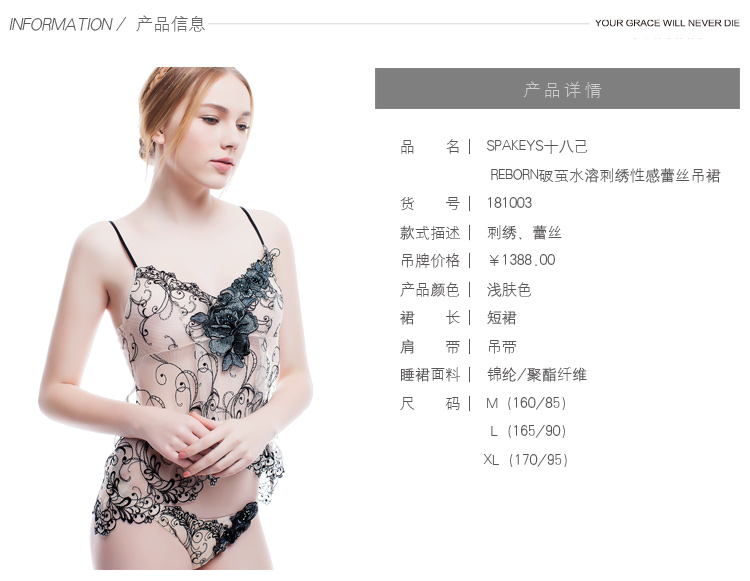 INFORMATION / 产品信息
YOUR GRACE WILL NEVER DIE
产品详情
品 名 | SPAKEYS十八己
REBORN破茧水溶刺绣性感蕾丝吊裙
货 号 | 181003
款式描述 | 刺绣、蕾丝
吊牌价格 | ￥1388.00
产品颜色 | 浅肤色
裙 长 | 短裙
肩 带 | 吊带
睡裙面料 | 锦纶/聚酯纤维
尺 码 | M (160/85)
L (165/90)
XL (170/95)